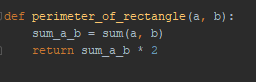 def perimeter_of_rectangle(a, b):
    sum_a_b = sum(a, b)
    return sum_a_b * 2